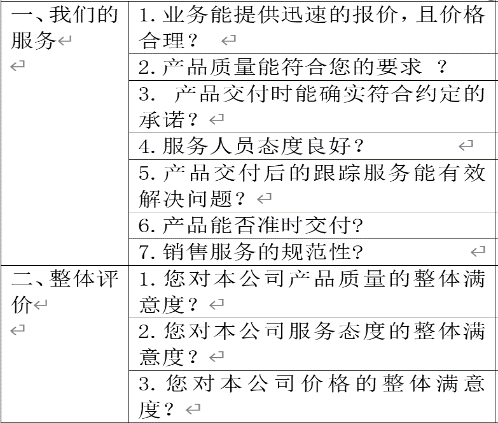 一、我们的
服务
1.业务能提供迅速的报价,且价格
合理?
2.产品质量能符合您的要求 ?
3. 产品交付时能确实符合约定的
承诺?
4.服务人员态度良好?
5.产品交付后的跟踪服务能有效
解决问题?
6.产品能否准时交付?
7.销售服务的规范性?
二、整体评
价
1.您对本公司产品质量的整体满
意度?
2.您对本公司服务态度的整体满
意度?
3.您对本公司价格的整体满意
度?